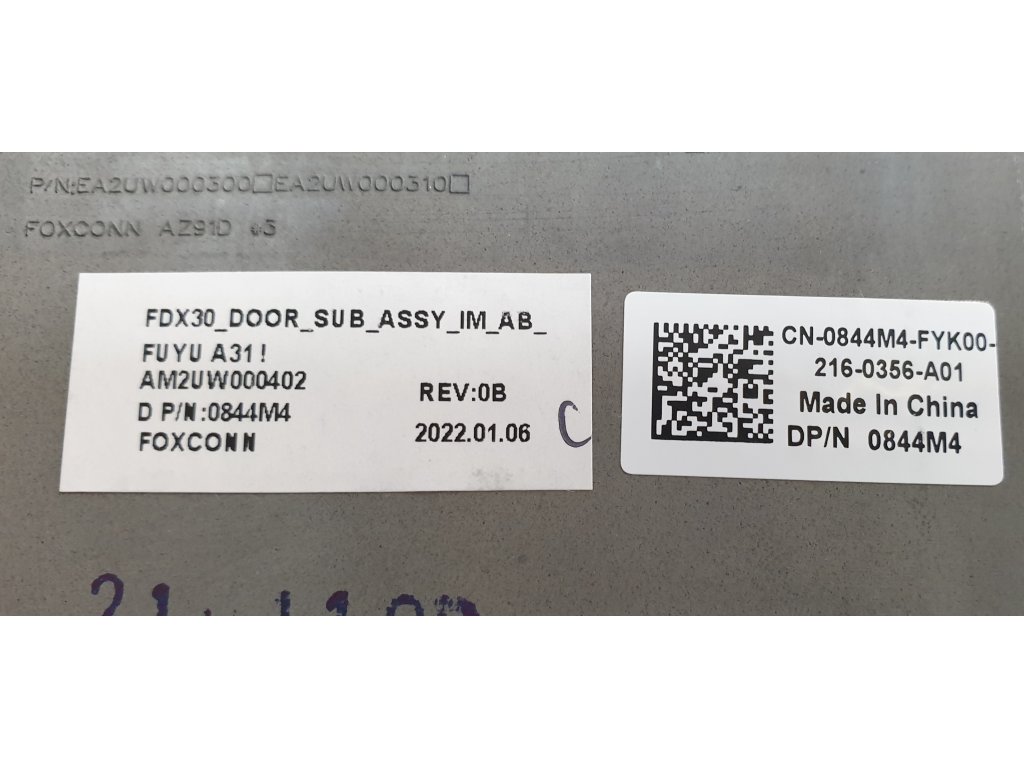 P/N:EA2UW000300□EA2UW000310□
FOXCONN AZ91D
FDX30_DOOR_SUB_ASSY_IM_AB_
FUYU A31!
AM2UW000402
REV:0B
D P/N:0844M4
FOXCONN
2022.01.06
C
CN-0844M4-FYK00-
216-0356-A01
Made In China
DP/N 0844M4